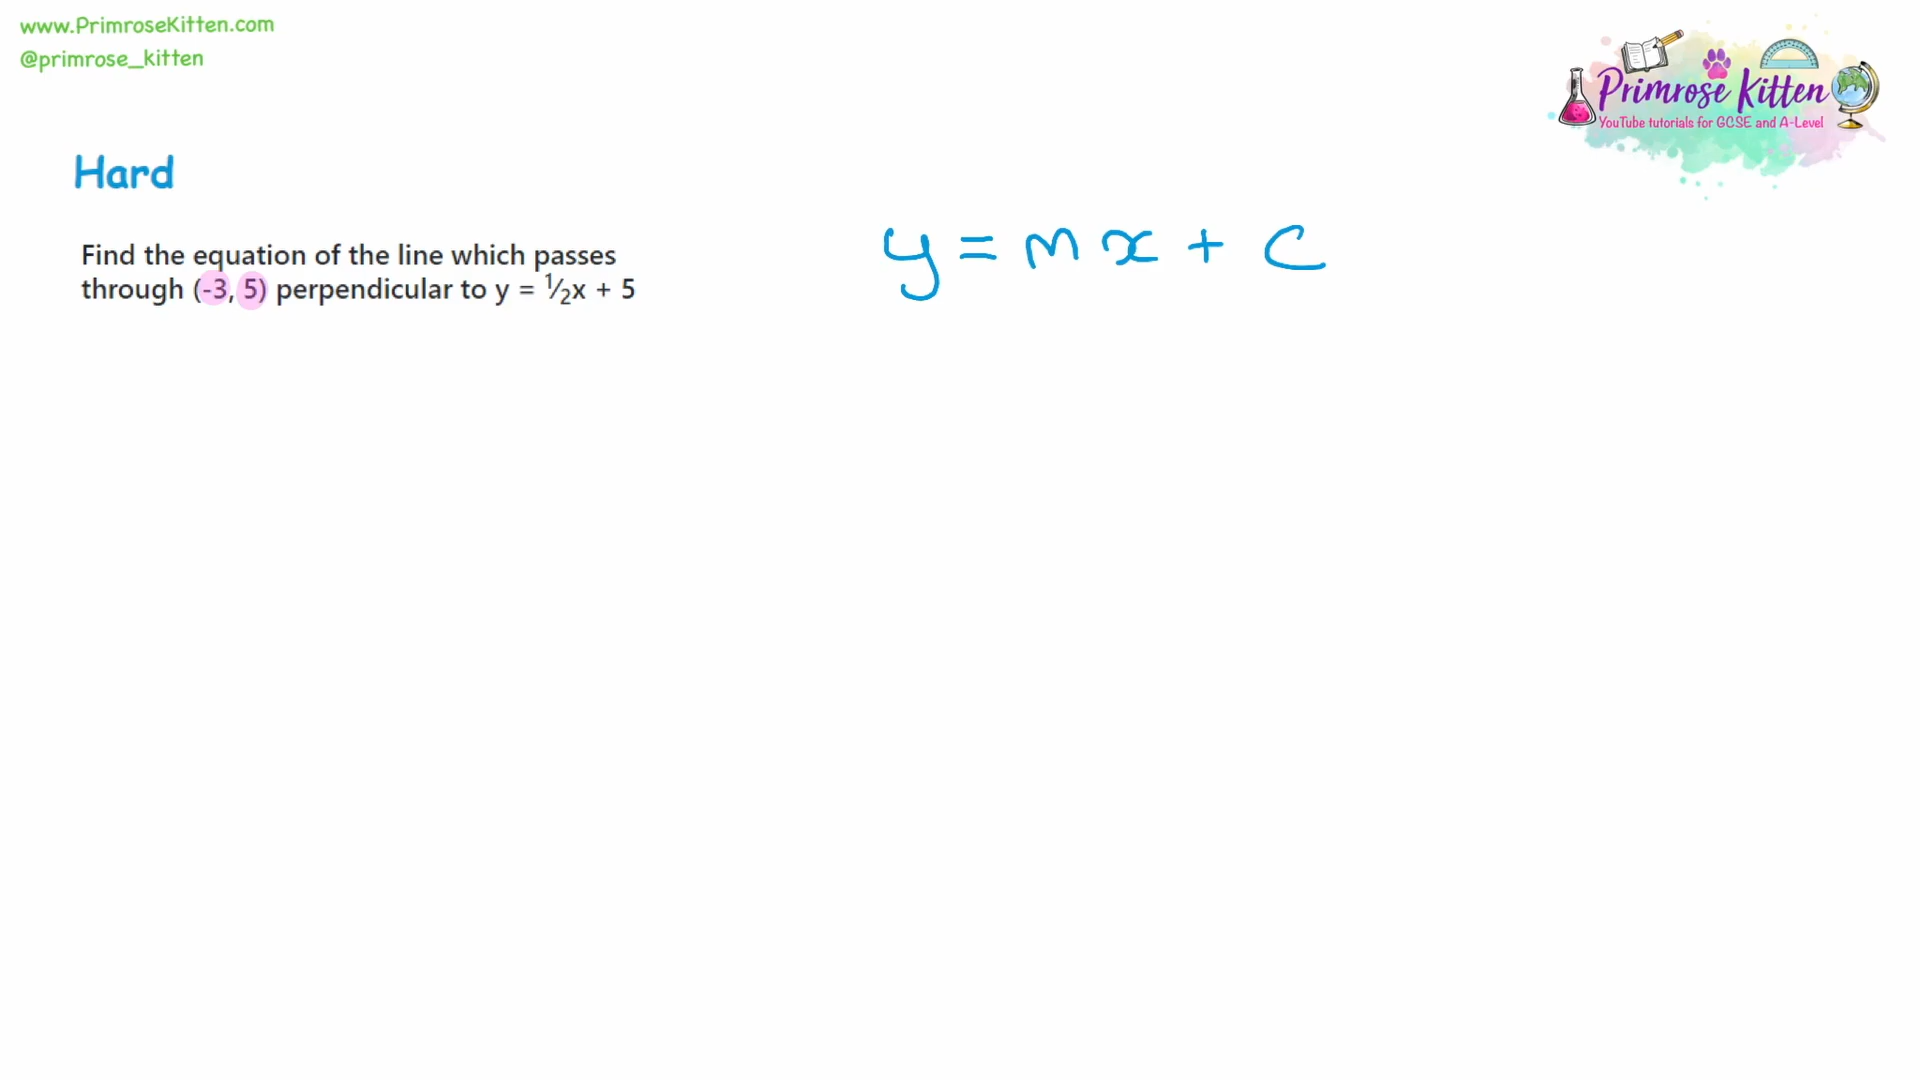 www.PrimroseKitten.com
@primrose_kitten
Primrose Kitten
YouTube tutorials for GCSE and A-Level
Hard
Find the equation of the line which passes
through (-3, 5) perpendicular to y = ½x + 5
y = mx + c